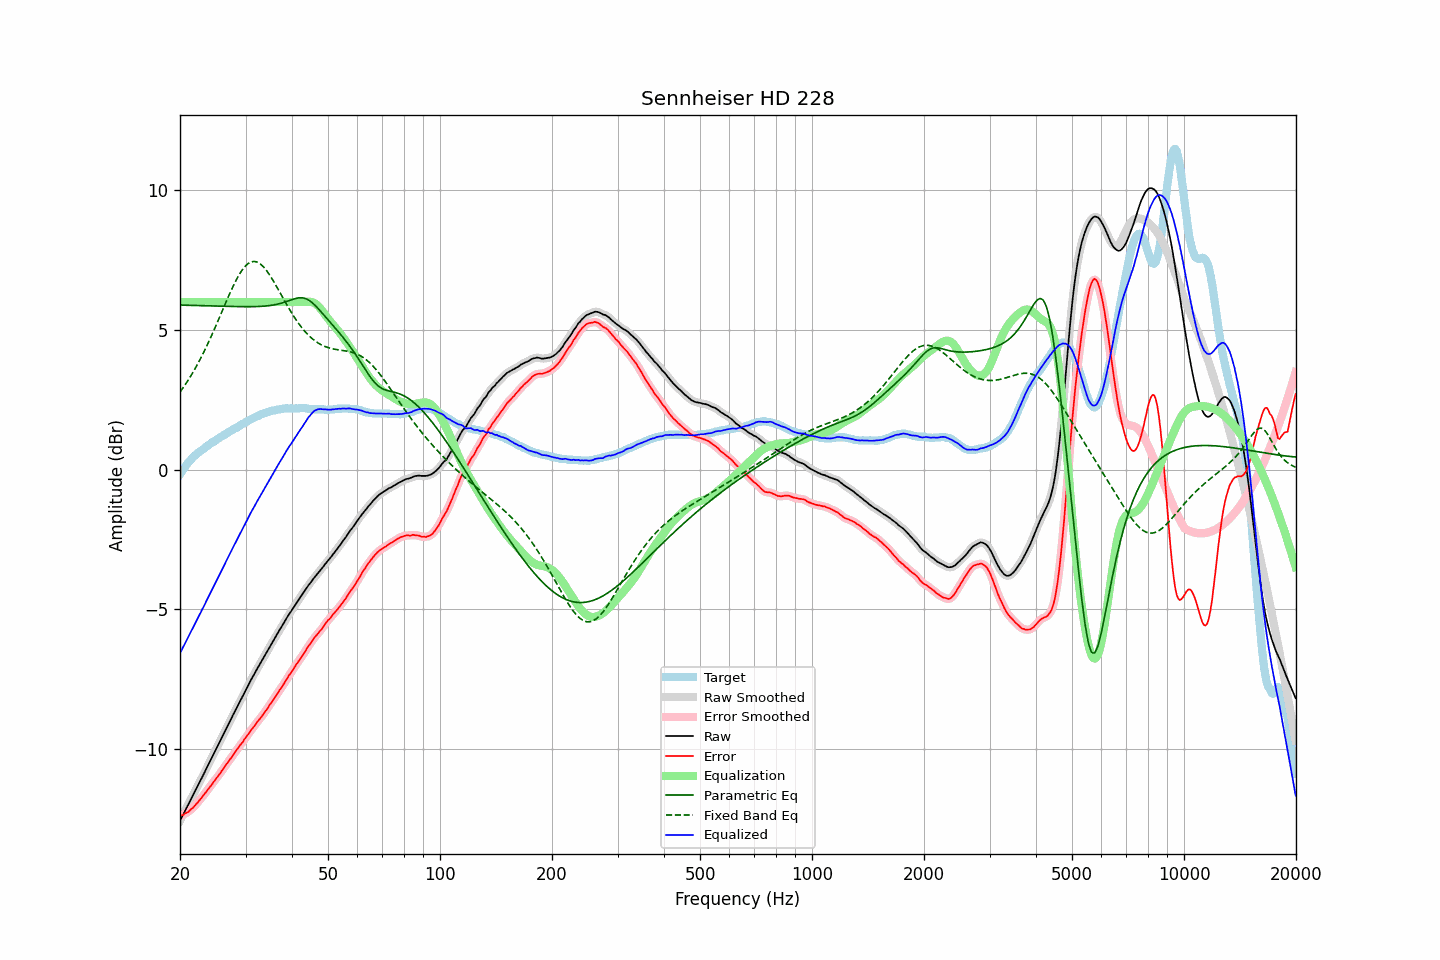 Sennheiser HD 228
Amplitude (dBr)
10
5
0
−5
−10
Target
Raw Smoothed
Error Smoothed
Raw
Error
Equalization
Parametric Eq
Fixed Band Eq
Equalized
20 50 100 200 500 1000 2000 5000 10000 20000
Frequency (Hz)